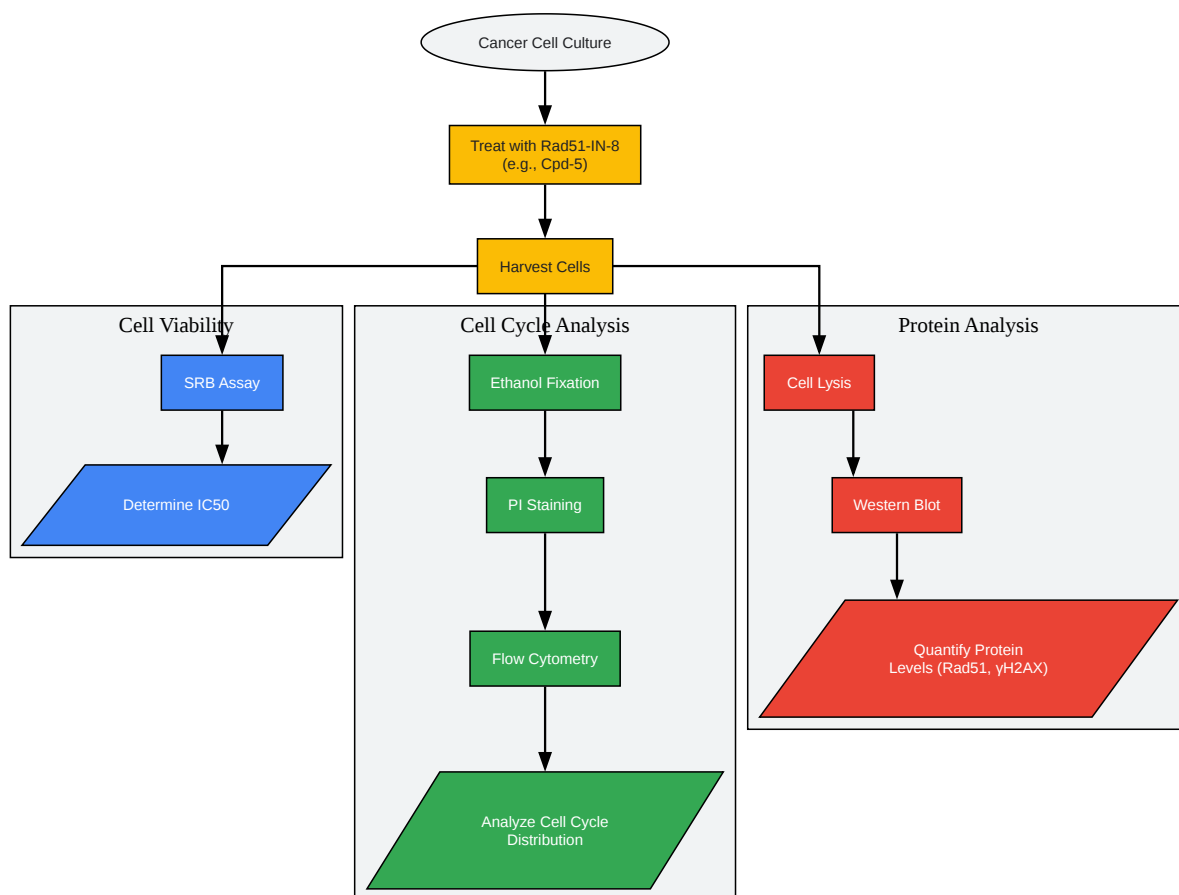 Cancer Cell Culture
Treat with Rad51-IN-8
(e.g., Cpd-5)
Harvest Cells
Cell Viability
SRB Assay
Determine IC50
Cell Cycle Analysis
Ethanol Fixation
PI Staining
Flow Cytometry
Analyze Cell Cycle
Distribution
Protein Analysis
Cell Lysis
Western Blot
Quantify Protein
Levels (Rad51, γH2AX)